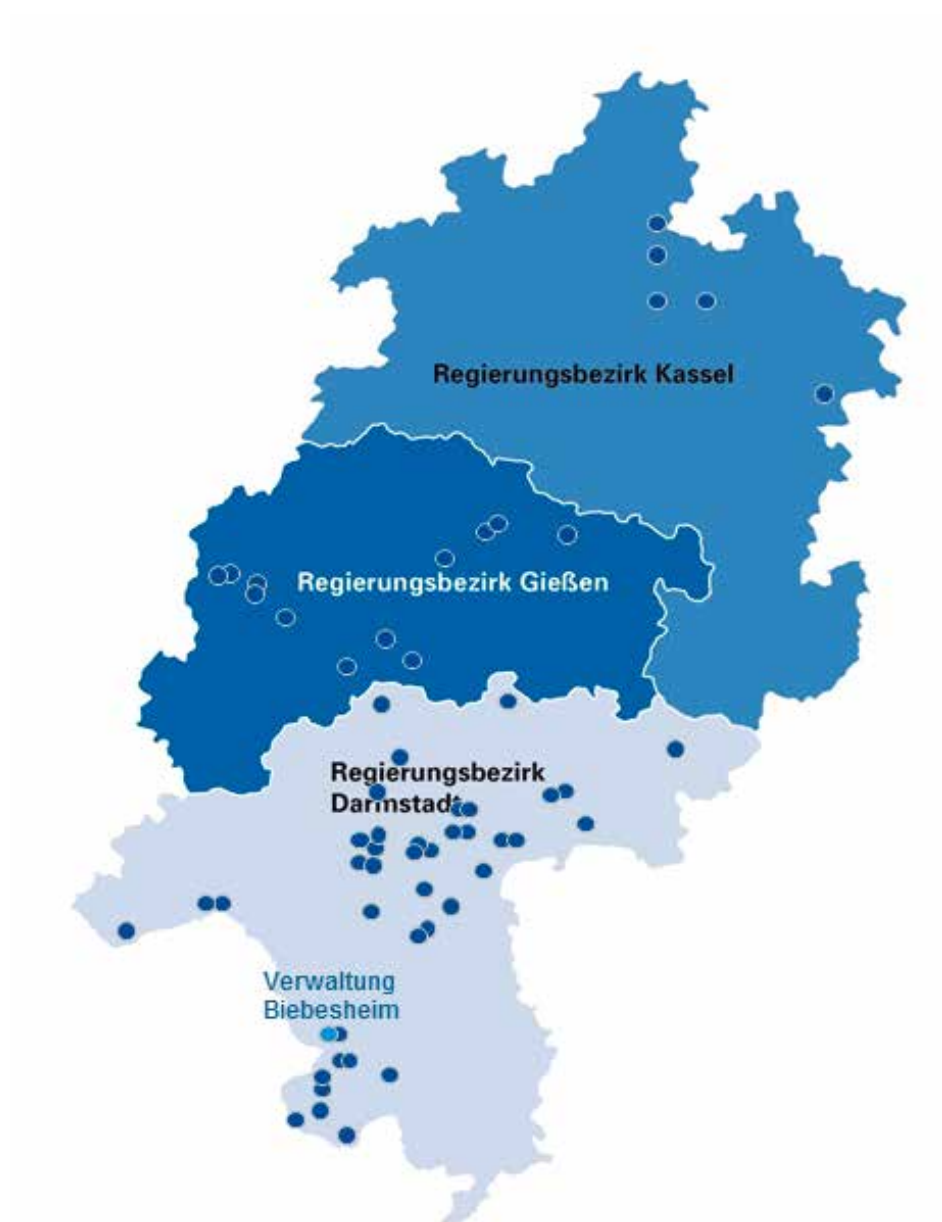 Regierungsbezirk Kassel
Regierungsbezirk Gießen
Regierungsbezirk
Darmstadt
Verwaltung
Biebesheim